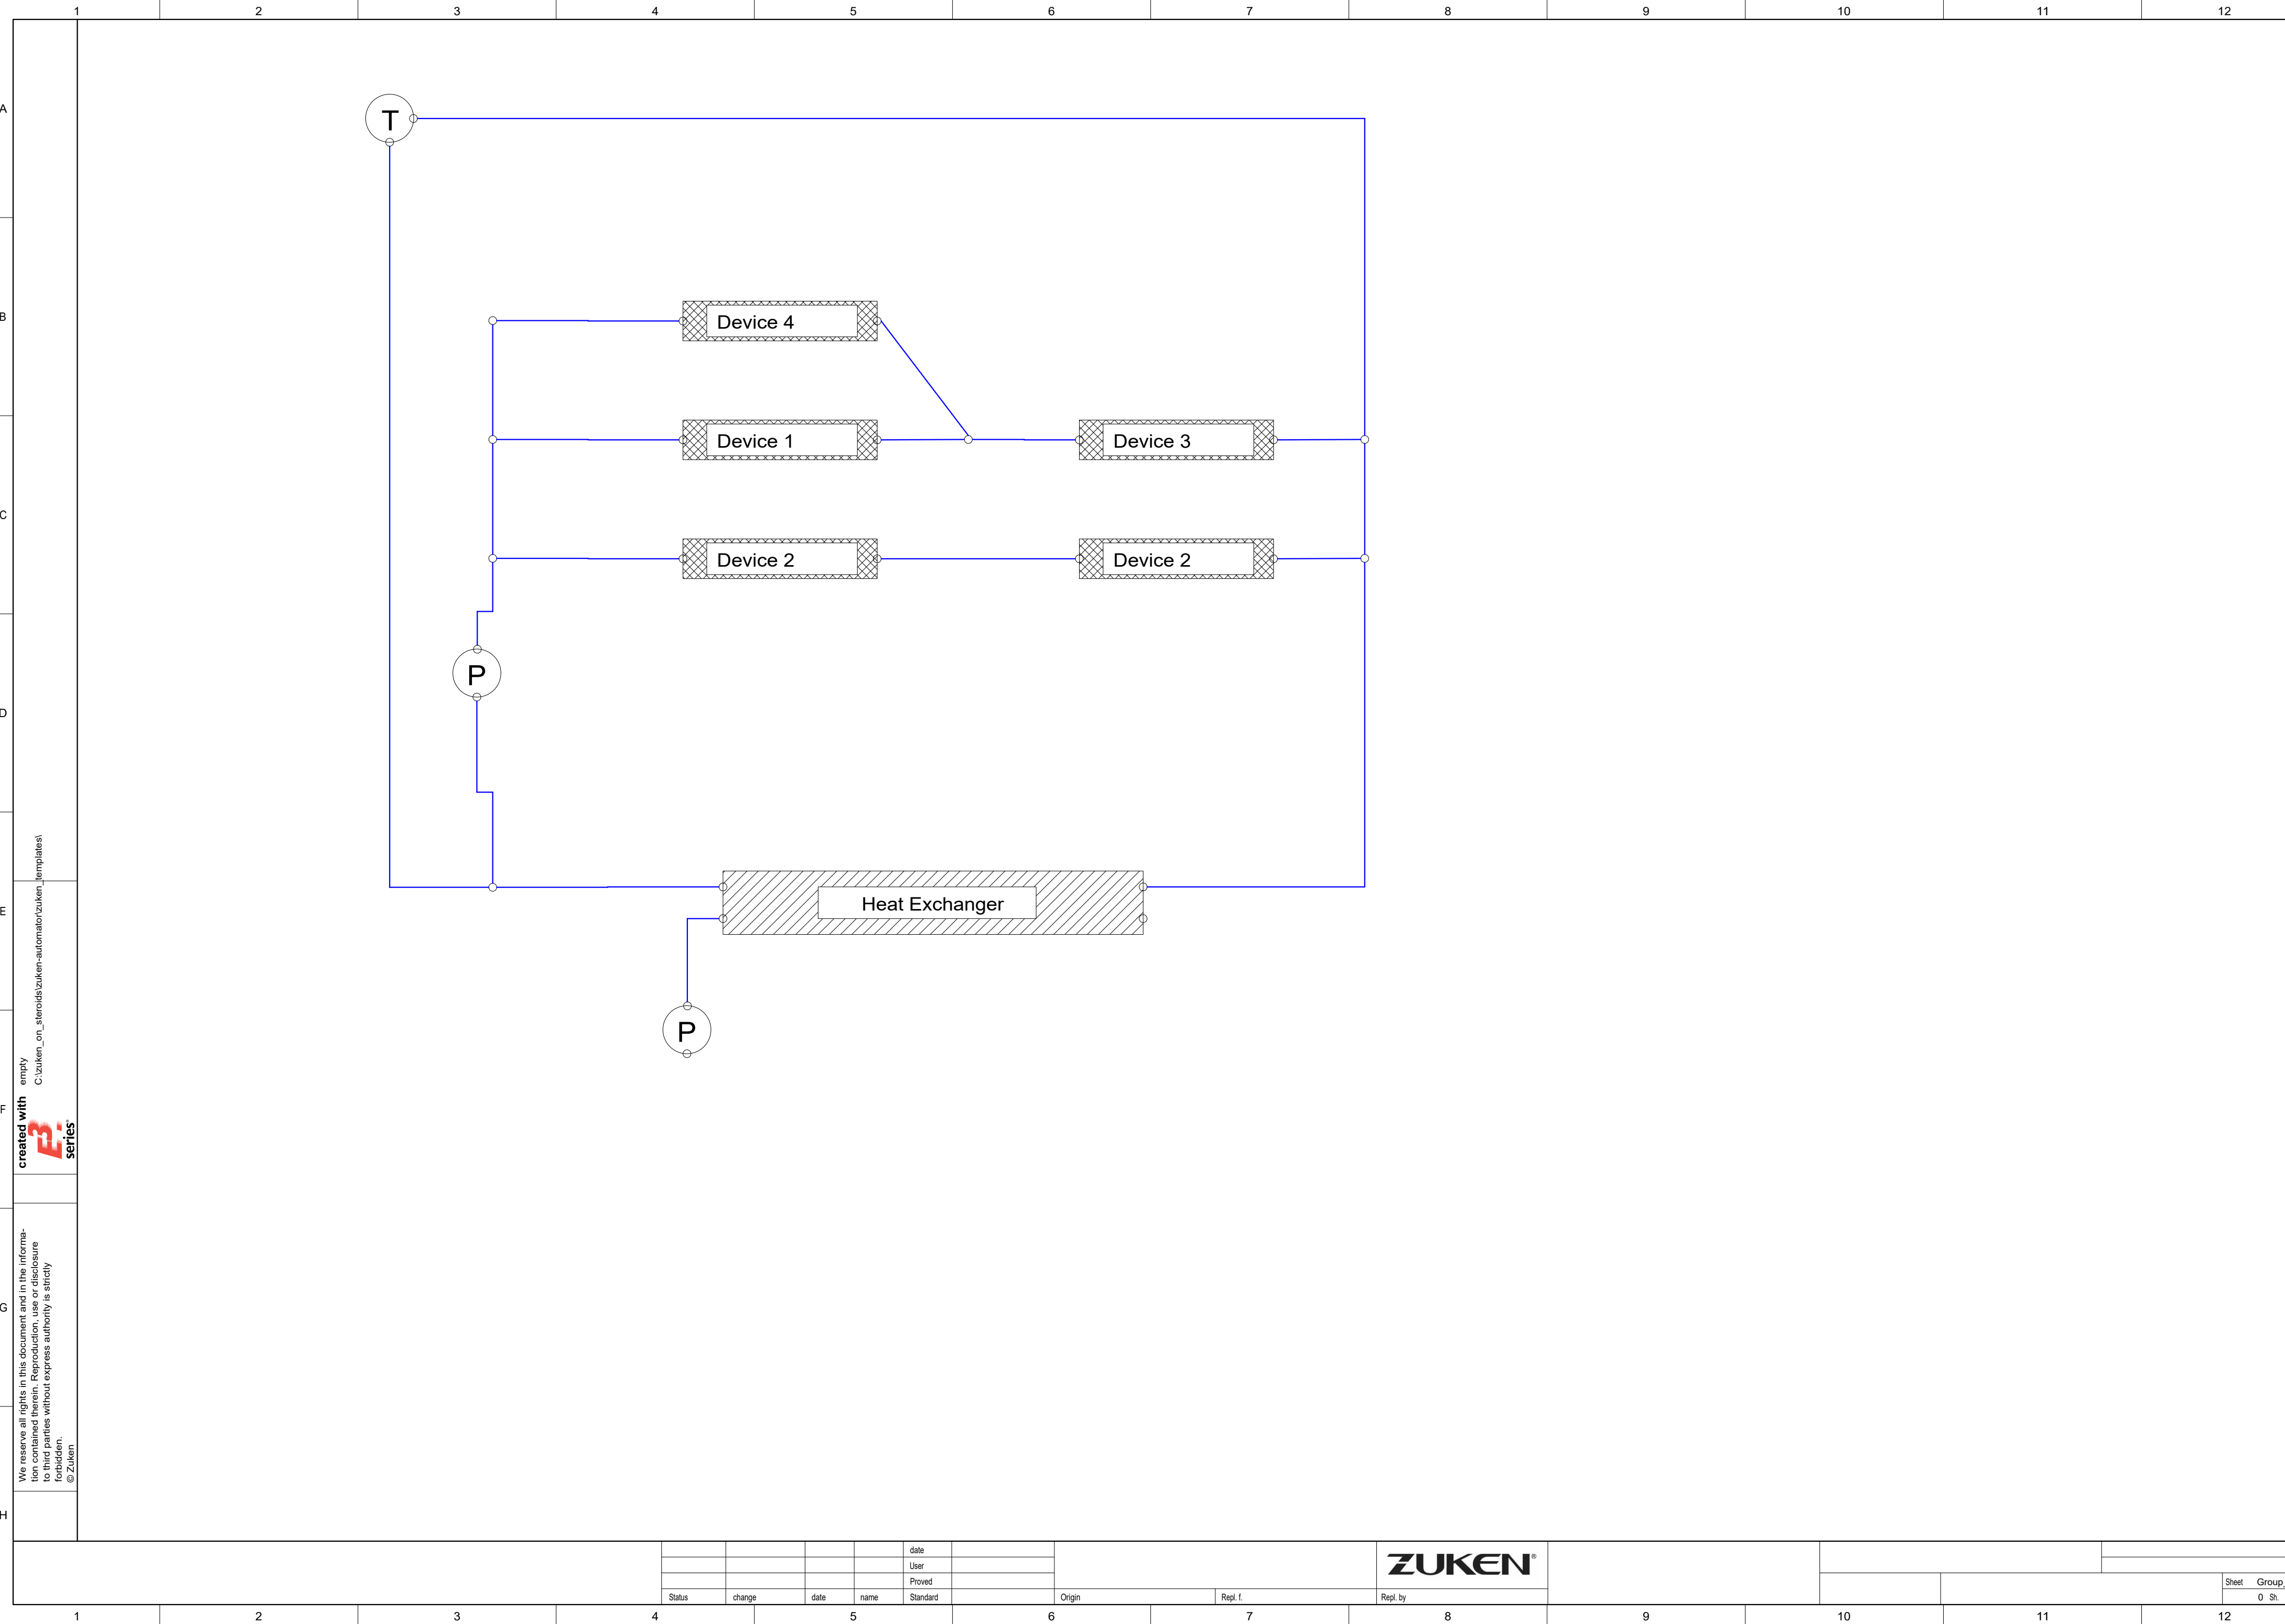 1 2 3 4 5 6 7 8 9 10 11 12
A
T
B
Device 4
Device 1 Device 3
C
Device 2 Device 2
P
D
E
Heat Exchanger
P
F
G
H
created with
empty
C:\zuken_on_steroids\zuken-automator\zuken_templates\
E3.
series
We reserve all rights in this document and in the informa-
tion contained therein. Reproduction, use or disclosure
to third parties without express authority is strictly
forbidden.
© Zuken
date
User
Proved
Status change date name Standard Origin Repl. f. Repl. by
ZUKEN®
Sheet Group_
0 Sh.
1 2 3 4 5 6 7 8 9 10 11 12